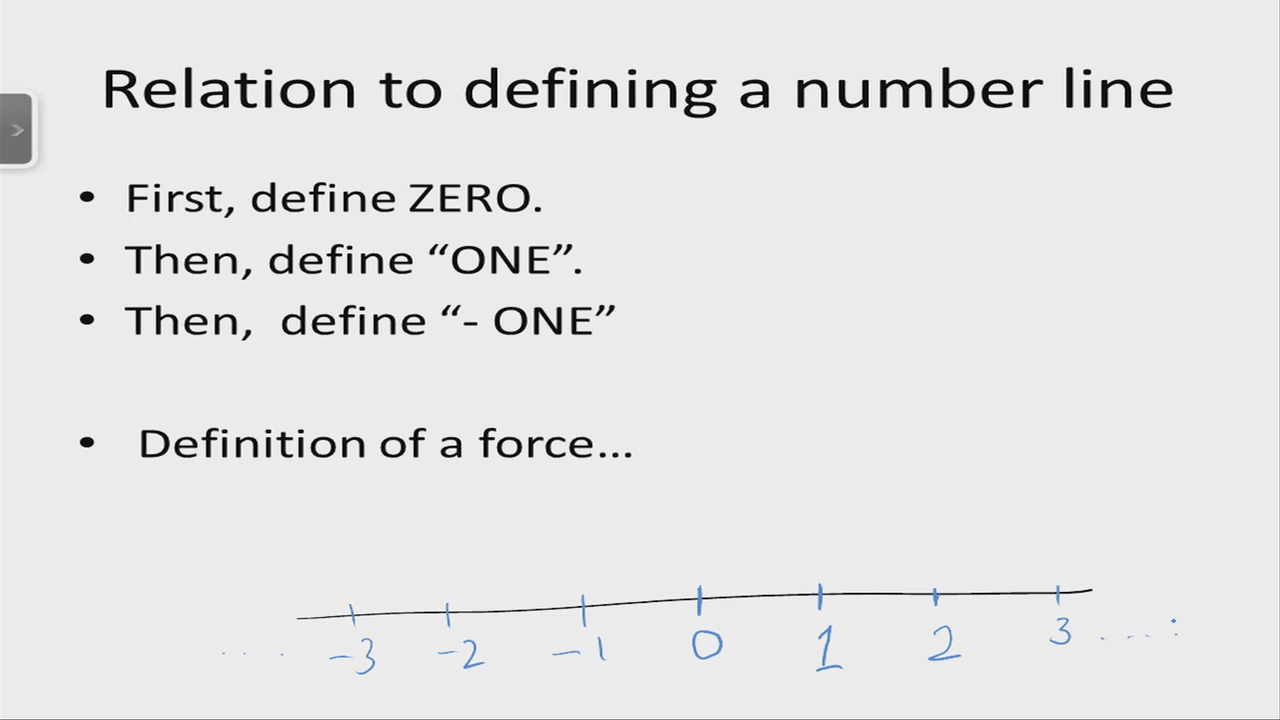 Relation to defining a number line
• First, define ZERO.
• Then, define “ONE”.
• Then, define “- ONE”
• Definition of a force...
.... -3 -2 -1 0 1 2 3 ....: